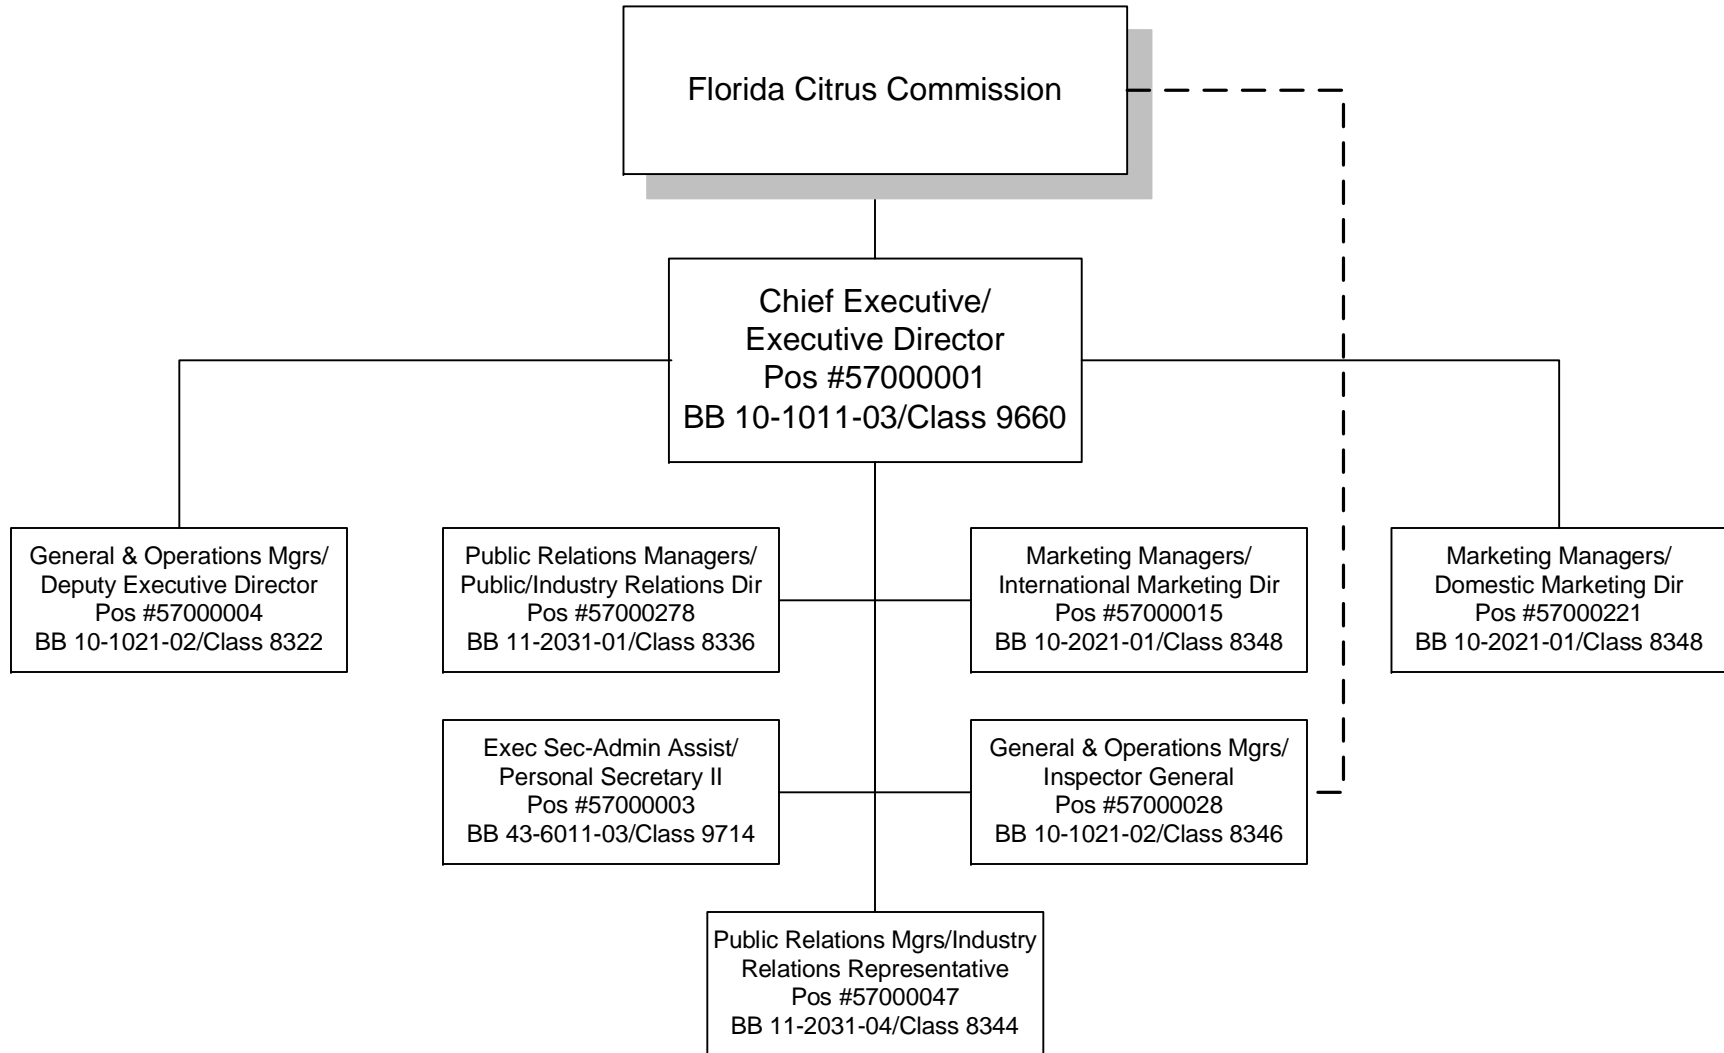 Florida Citrus Commission
Chief Executive/
Executive Director
Pos #57000001
BB 10-1011-03/Class 9660
General & Operations Mgrs/
Deputy Executive Director
Pos #57000004
BB 10-1021-02/Class 8322
Public Relations Managers/
Public/Industry Relations Dir
Pos #57000278
BB 11-2031-01/Class 8336
Marketing Managers/
International Marketing Dir
Pos #57000015
BB 10-2021-01/Class 8348
Marketing Managers/
Domestic Marketing Dir
Pos #57000221
BB 10-2021-01/Class 8348
Exec Sec-Admin Assist/
Personal Secretary II
Pos #57000003
BB 43-6011-03/Class 9714
General & Operations Mgrs/
Inspector General
Pos #57000028
BB 10-1021-02/Class 8346
Public Relations Mgrs/Industry
Relations Representative
Pos #57000047
BB 11-2031-04/Class 8344